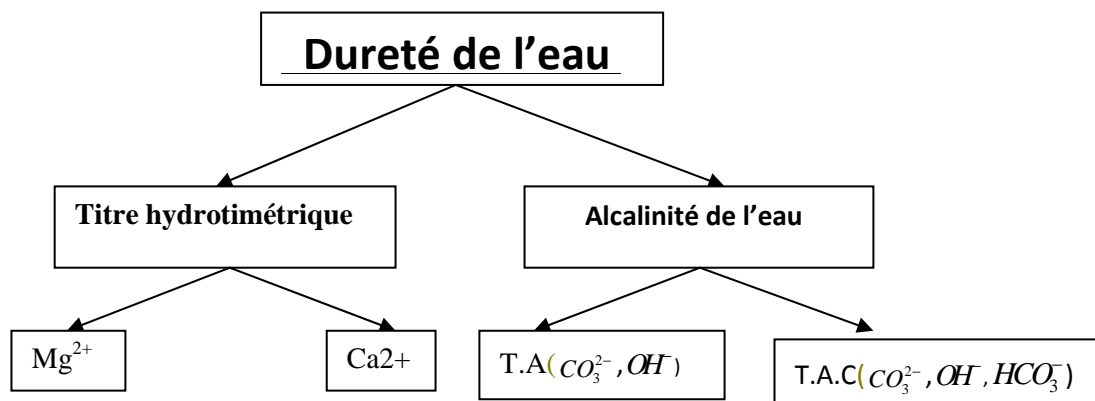 Dureté de l’eau
Titre hydrotimétrique
Alcalinité de l’eau
Mg²⁺
Ca2+
T.A(CO₃²⁻, OH⁻)
T.A.C(CO₃²⁻, OH⁻, HCO₃⁻)